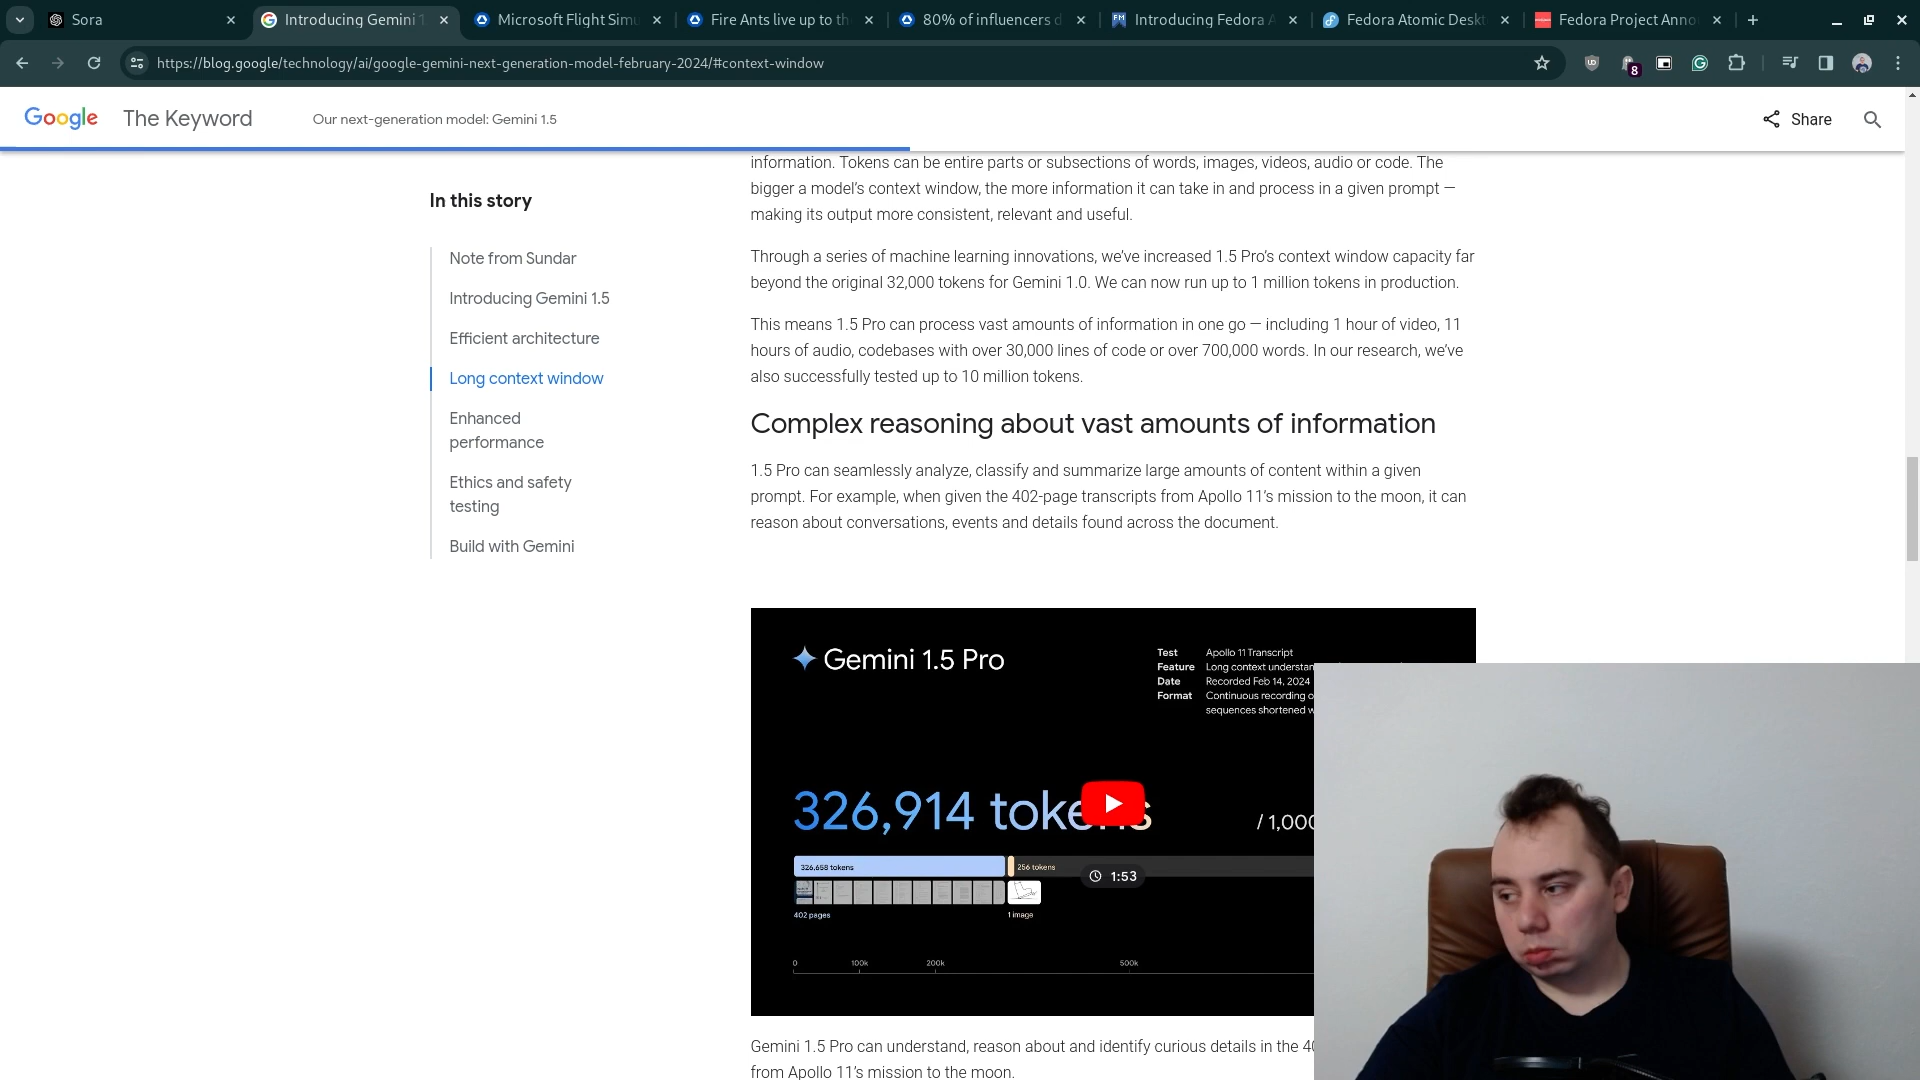 Sora
Introducing Gemini 1
Microsoft Flight Simu
Fire Ants live up to th
80% of influencers d
Introducing Fedora A
Fedora Atomic Deskt
Fedora Project Anno
https://blog.google/technology/ai/google-gemini-next-generation-model-february-2024/#context-window
8
Google The Keyword
Our next-generation model: Gemini 1.5
Share
In this story
Note from Sundar
Introducing Gemini 1.5
Efficient architecture
Long context window
Enhanced
performance
Ethics and safety
testing
Build with Gemini
information. Tokens can be entire parts or subsections of words, images, videos, audio or code. The
bigger a model’s context window, the more information it can take in and process in a given prompt —
making its output more consistent, relevant and useful.
Through a series of machine learning innovations, we’ve increased 1.5 Pro’s context window capacity far
beyond the original 32,000 tokens for Gemini 1.0. We can now run up to 1 million tokens in production.
This means 1.5 Pro can process vast amounts of information in one go — including 1 hour of video, 11
hours of audio, codebases with over 30,000 lines of code or over 700,000 words. In our research, we’ve
also successfully tested up to 10 million tokens.
Complex reasoning about vast amounts of information
1.5 Pro can seamlessly analyze, classify and summarize large amounts of content within a given
prompt. For example, when given the 402-page transcripts from Apollo 11’s mission to the moon, it can
reason about conversations, events and details found across the document.
Gemini 1.5 Pro
Test Apollo 11 Transcript
Feature Long context understan
Date Recorded Feb 14, 2024
Format Continuous recording o
sequences shortened w
326,914 tokens
/ 1,000
326,658 tokens
256 tokens
1:53
402 pages
1 image
0 100k 200k 500k
Gemini 1.5 Pro can understand, reason about and identify curious details in the 40
from Apollo 11’s mission to the moon.